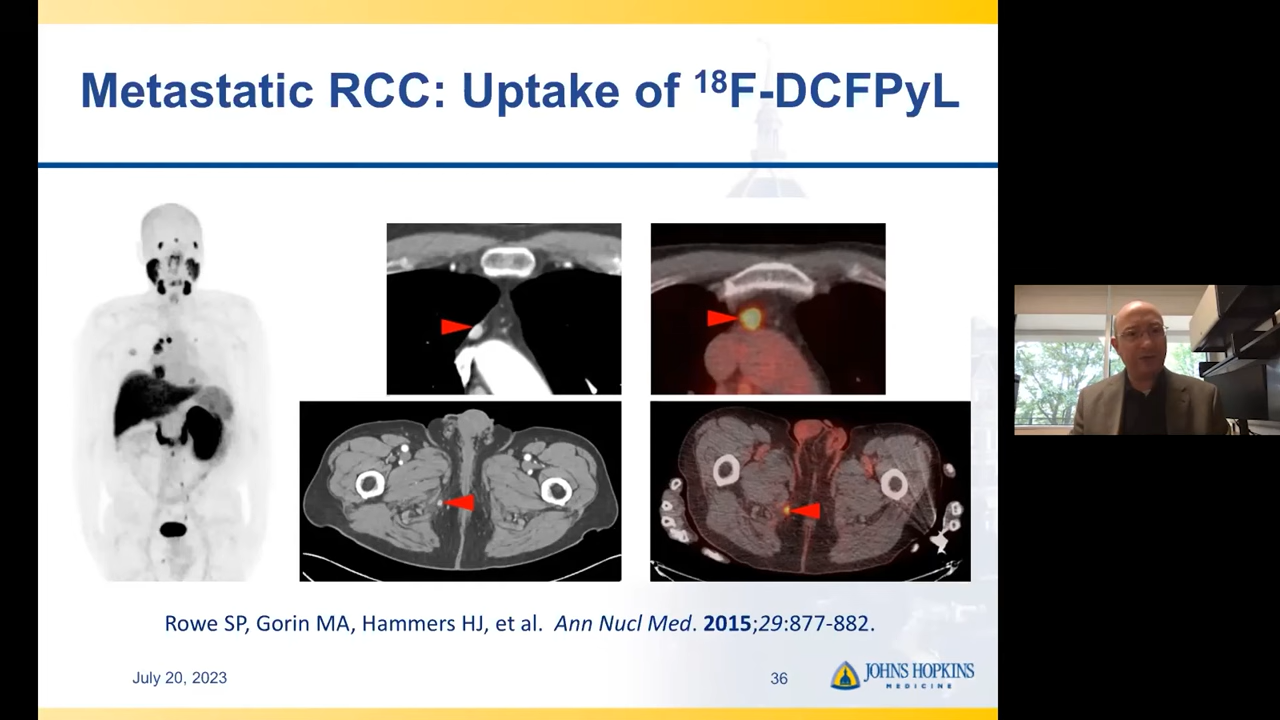 Metastatic RCC: Uptake of ¹⁸F-DCFPyL
Rowe SP, Gorin MA, Hammers HJ, et al. Ann Nucl Med. 2015;29:877-882.
July 20, 2023
36
JOHNS HOPKINS
MEDICINE